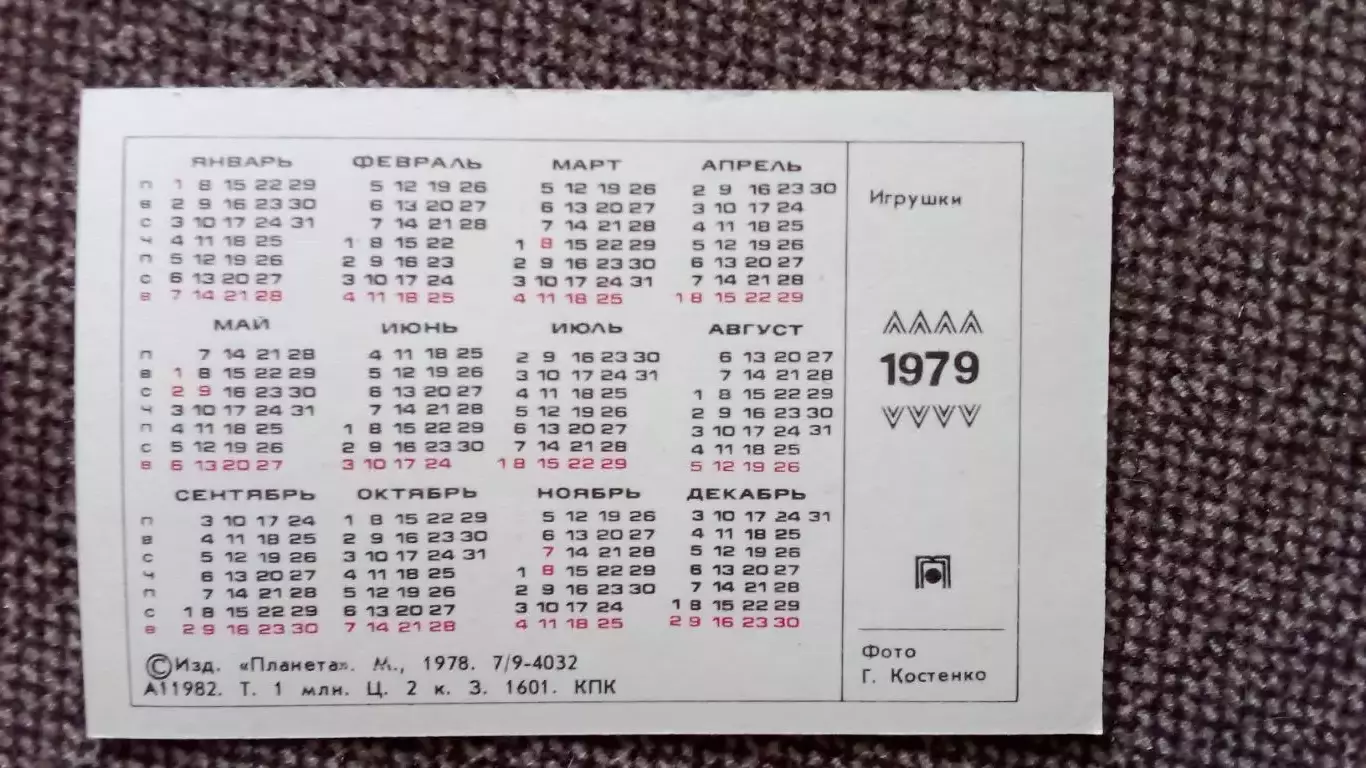 ЯНВАРЬ ФЕВРАЛЬ МАРТ АПРЕЛЬ
П 1 8 15 22 29 5 12 19 26 5 12 19 26 2 9 16 23 30
В 2 9 16 23 30 6 13 20 27 6 13 20 27 3 10 17 24
С 3 10 17 24 31 7 14 21 28 7 14 21 28 4 11 18 25
Ч 4 11 18 25 1 8 15 22 1 8 15 22 29 5 12 19 26
П 5 12 19 26 2 9 16 23 2 9 16 23 30 6 13 20 27
С 6 13 20 27 3 10 17 24 3 10 17 24 31 7 14 21 28
В 7 14 21 28 4 11 18 25 4 11 18 25 1 8 15 22 29
МАЙ ИЮНЬ ИЮЛЬ АВГУСТ
П 7 14 21 28 4 11 18 25 2 9 16 23 30 6 13 20 27
В 1 8 15 22 29 5 12 19 26 3 10 17 24 31 7 14 21 28
С 2 9 16 23 30 6 13 20 27 4 11 18 25 1 8 15 22 29
Ч 3 10 17 24 31 7 14 21 28 5 12 19 26 2 9 16 23 30
П 4 11 18 25 1 8 15 22 29 6 13 20 27 3 10 17 24 31
С 5 12 19 26 2 9 16 23 30 7 14 21 28 4 11 18 25
В 6 13 20 27 3 10 17 24 1 8 15 22 29 5 12 19 26
СЕНТЯБРЬ ОКТЯБРЬ НОЯБРЬ ДЕКАБРЬ
П 3 10 17 24 1 8 15 22 29 5 12 19 26 3 10 17 24 31
В 4 11 18 25 2 9 16 23 30 6 13 20 27 4 11 18 25
С 5 12 19 26 3 10 17 24 31 7 14 21 28 5 12 19 26
Ч 6 13 20 27 4 11 18 25 1 8 15 22 29 6 13 20 27
П 7 14 21 28 5 12 19 26 2 9 16 23 30 7 14 21 28
С 1 8 15 22 29 6 13 20 27 3 10 17 24 1 8 15 22 29
В 2 9 16 23 30 7 14 21 28 4 11 18 25 2 9 16 23 30
©Изд. «Планета». М., 1978. 7/9-4032
А11982. Т. 1 млн. Ц. 2 к. З. 1601. КПК
Игрушки
1979
Фото
Г. Костенко